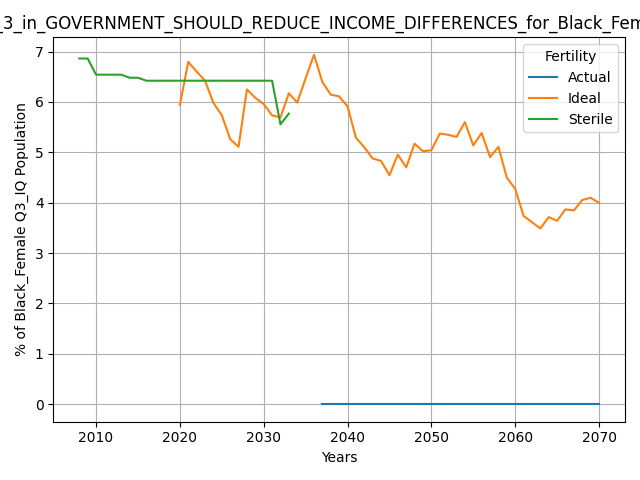 _3_in_GOVERNMENT_SHOULD_REDUCE_INCOME_DIFFERENCES_for_Black_Fem
Fertility
Actual
Ideal
Sterile
% of Black_Female Q3_IQ Population
7
6
5
4
3
2
1
0
2010 2020 2030 2040 2050 2060 2070
Years